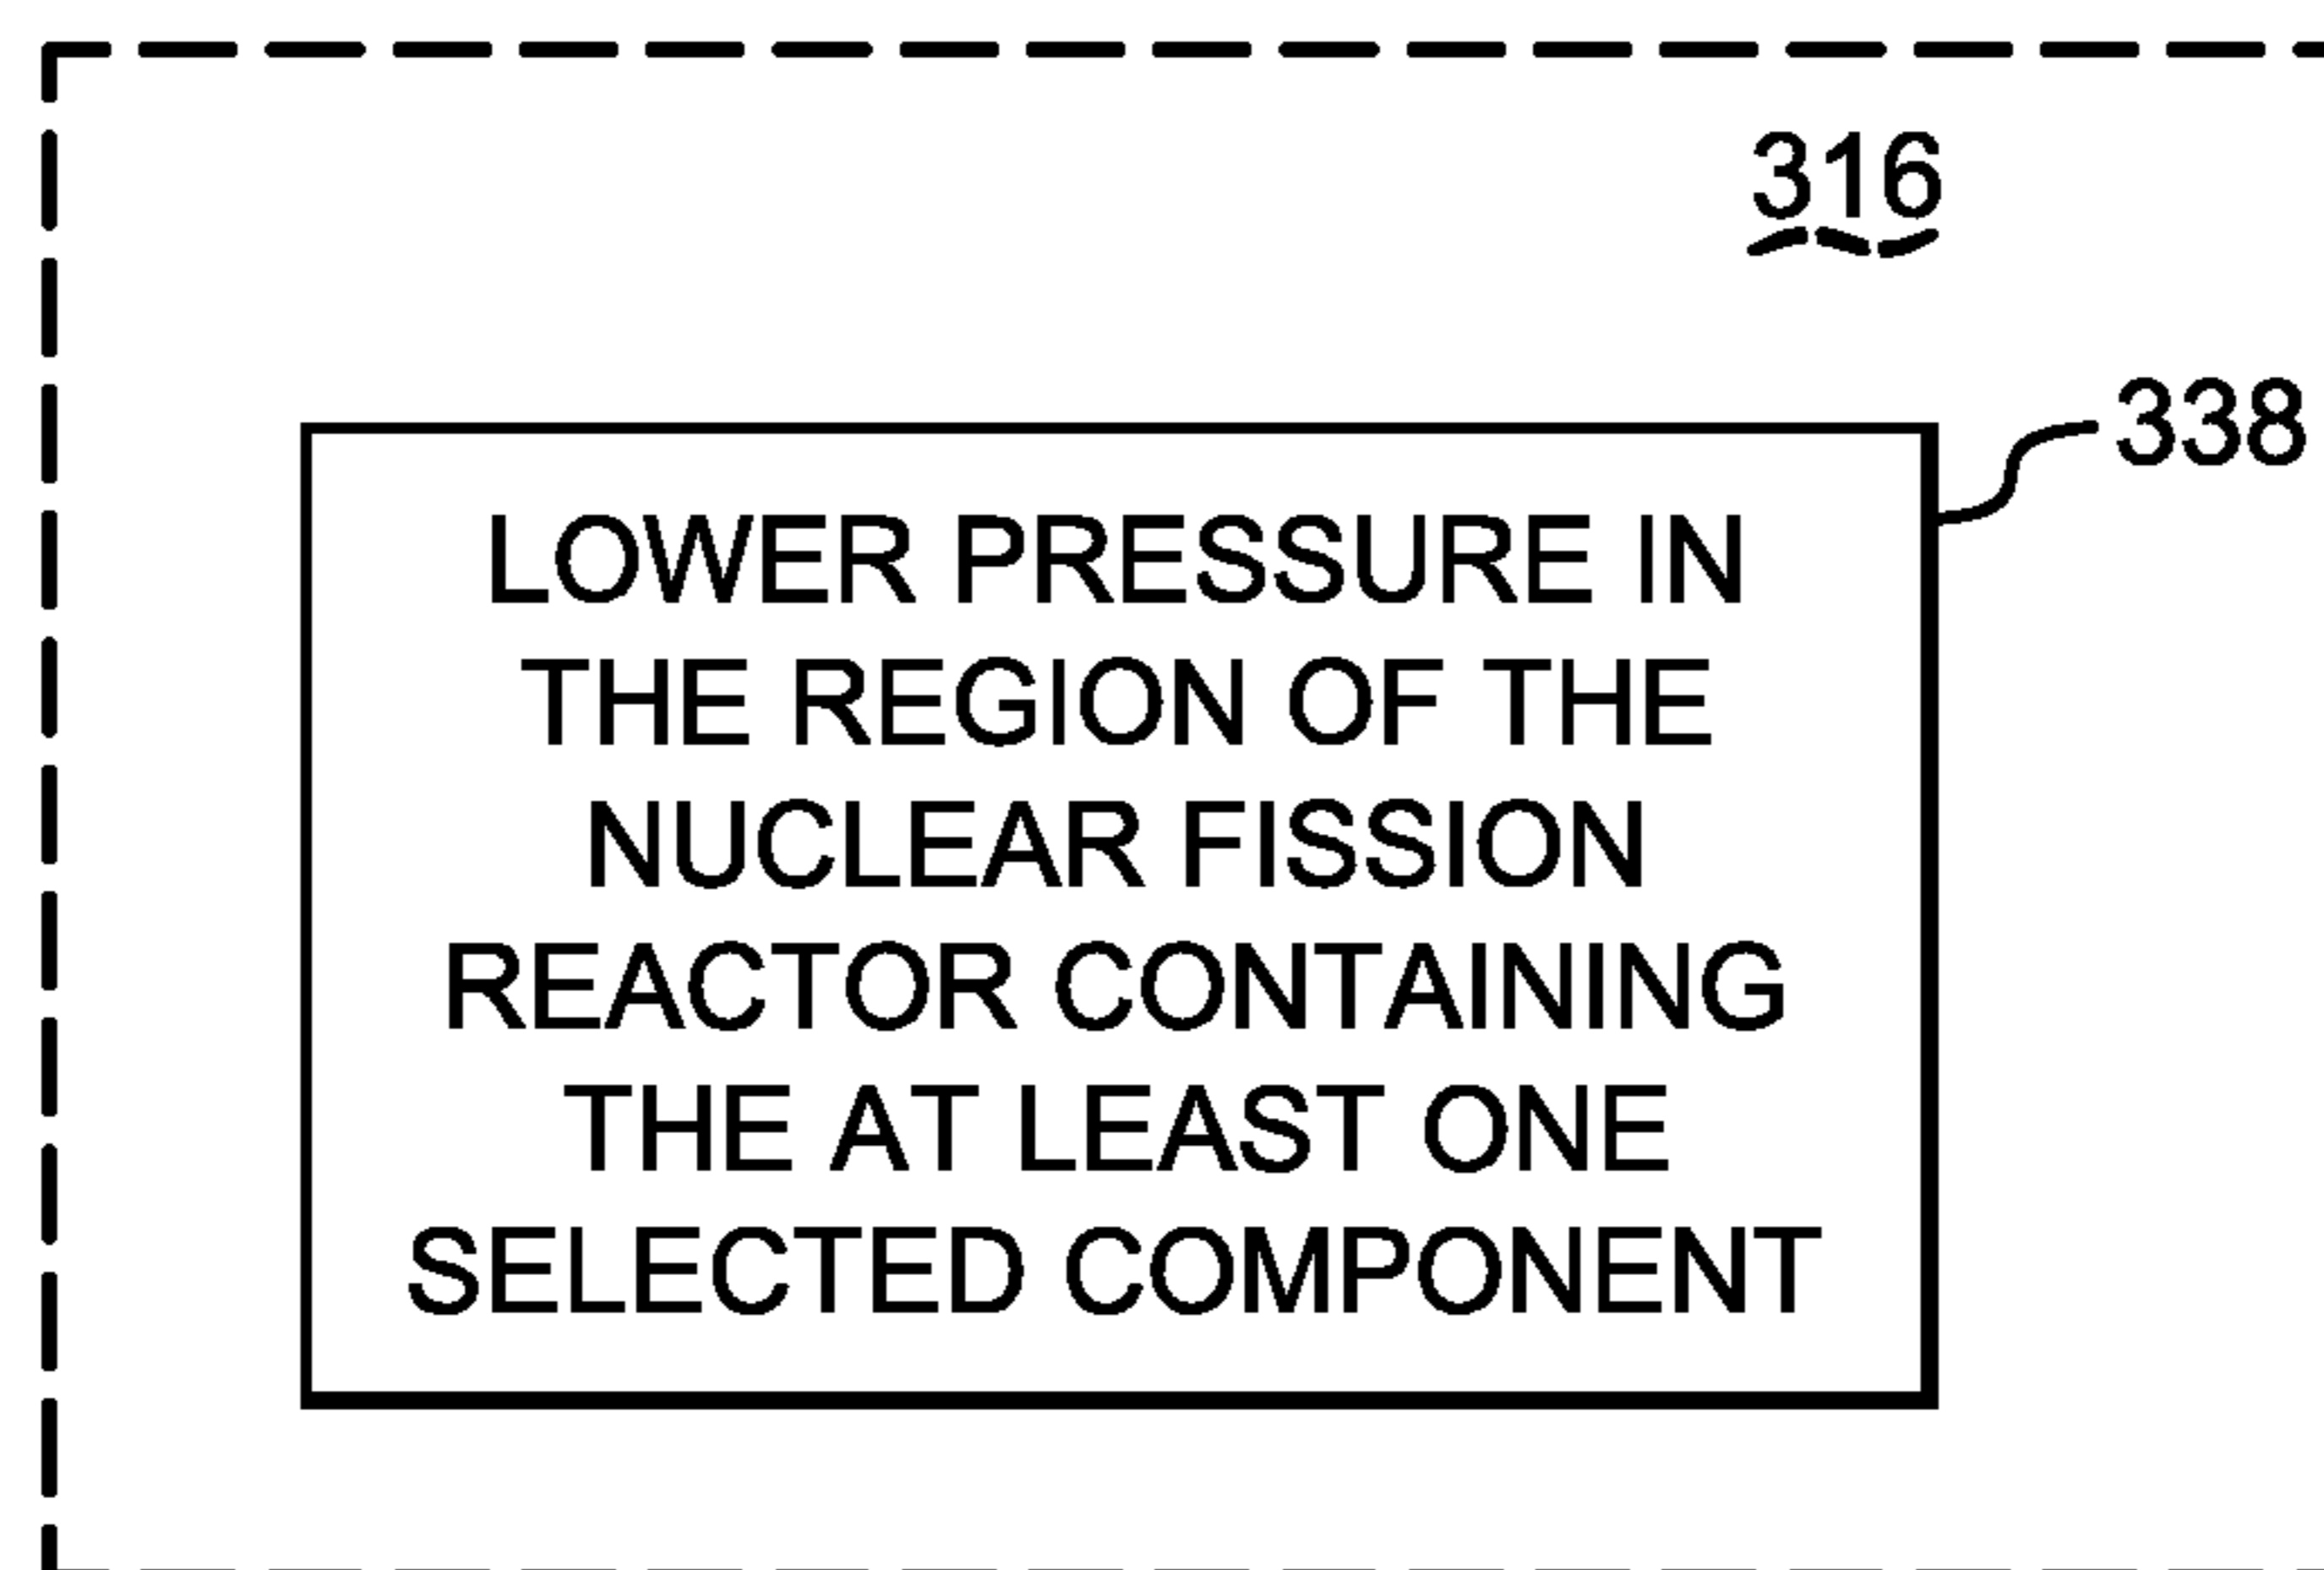 316
338
LOWER PRESSURE IN
THE REGION OF THE
NUCLEAR FISSION
REACTOR CONTAINING
THE AT LEAST ONE
SELECTED COMPONENT